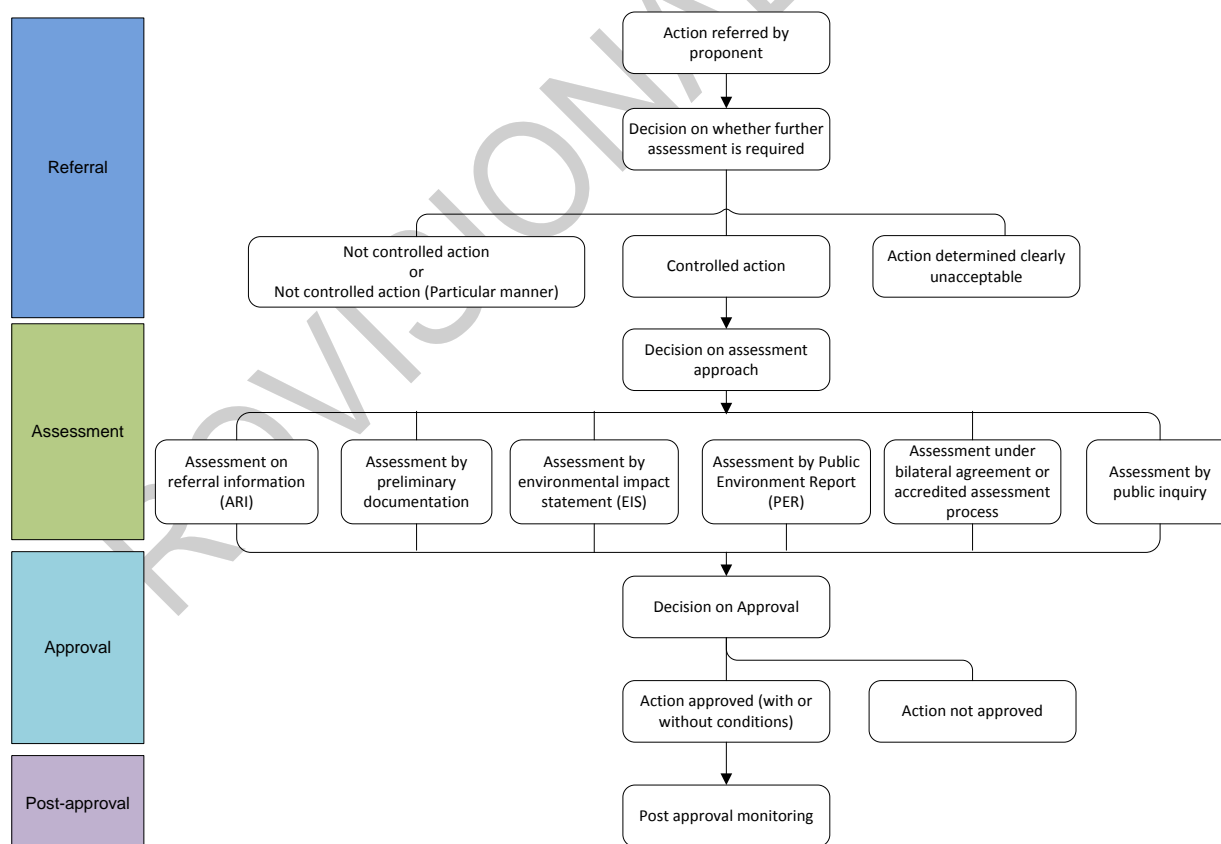 Referral
Action referred by
proponent
Decision on whether further
assessment is required
Not controlled action
or
Not controlled action (Particular manner)
Controlled action
Action determined clearly
unacceptable
Assessment
Decision on assessment
approach
Assessment on
referral information
(ARI)
Assessment by
preliminary
documentation
Assessment by
environmental impact
statement (EIS)
Assessment by Public
Environment Report
(PER)
Assessment under
bilateral agreement or
accredited assessment
process
Assessment by
public inquiry
Approval
Decision on Approval
Action approved (with or
without conditions)
Action not approved
Post-approval
Post approval monitoring